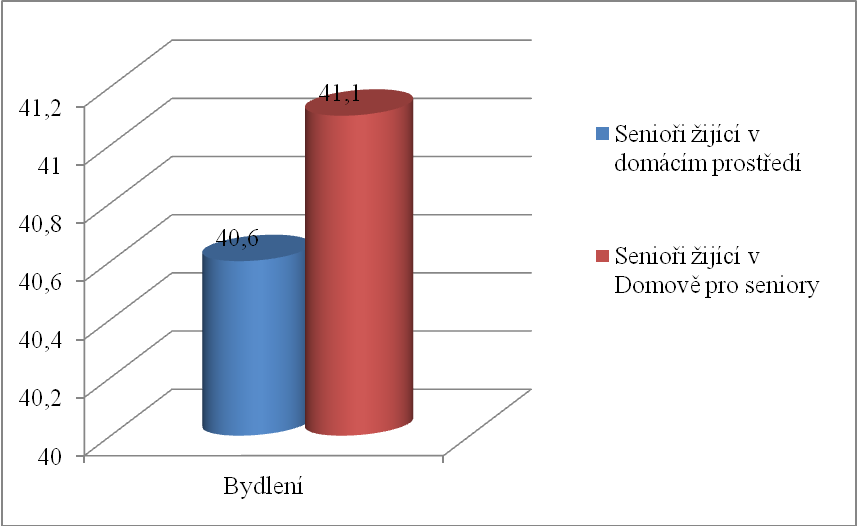 41,2
41
40,8
40,6
40,4
40,2
40
40,6
41,1
Bydlení
Senioři žijící v
domácím prostředí
Senioři žijící v
Domově pro seniory